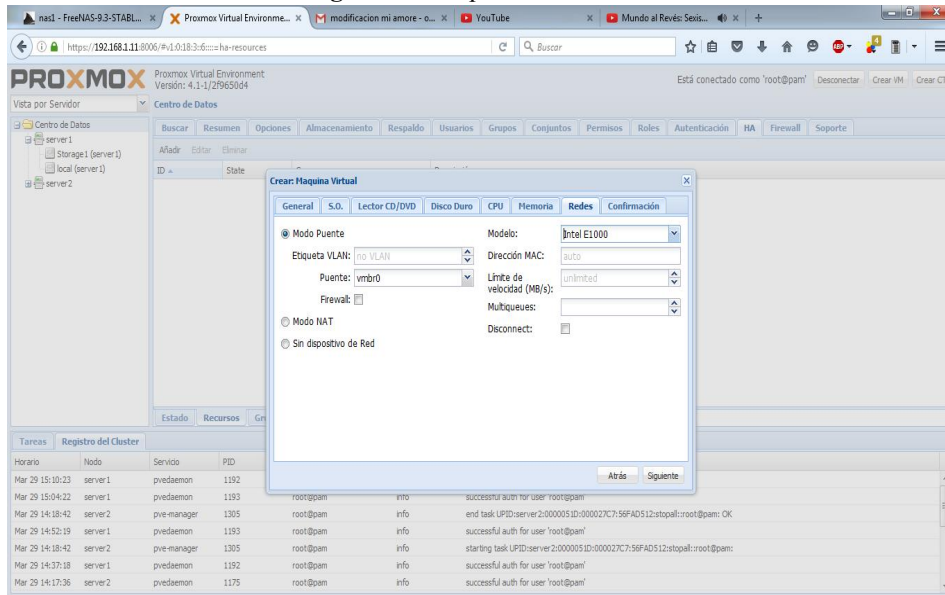 nas1 - FreeNAS-9.3-STABL...
Proxmox Virtual Environme...
modificacion mi amore - o...
YouTube
Mundo al Revés: Sexis...
https://192.168.1.11:8006/#v1:0:18:3::6::::=ha-resources
Buscar
4
PROXMOX
Proxmox Virtual Environment
Versión: 4.1-1/2f9650d4
Está conectado como 'root@pam'
Desconectar
Crear VM
Crear CT
Vista por Servidor
Centro de Datos
Centro de Datos
server1
Storage1 (server1)
local (server1)
server2
Buscar Resumen Opciones Almacenamiento Respaldo Usuarios Grupos Conjuntos Permisos Roles Autenticación HA Firewall Soporte
Añadir Editar Eliminar
ID State
Crear: Maquina Virtual
General S.O. Lector CD/DVD Disco Duro CPU Memoria Redes Confirmación
Modo Puente
Etiqueta VLAN: no VLAN
Puente: vmbr0
Firewall:
Modo NAT
Sin dispositivo de Red
Modelo: Intel E1000
Dirección MAC: auto
Límite de velocidad (MB/s): unlimited
Multiqueues:
Disconnect:
Atrás Siguiente
Estado Recursos
Tareas Registro del Cluster
Horario Nodo Servicio PID
Mar 29 15:10:23 server1 pvedaemon 1192
Mar 29 15:04:22 server1 pvedaemon 1193 root@pam info successful auth for user 'root@pam'
Mar 29 14:18:42 server2 pve-manager 1305 root@pam info end task UPID:server2:0000051D:000027C7:56FAD512:stopall::root@pam: OK
Mar 29 14:52:19 server1 pvedaemon 1193 root@pam info successful auth for user 'root@pam'
Mar 29 14:18:42 server2 pve-manager 1305 root@pam info starting task UPID:server2:0000051D:000027C7:56FAD512:stopall::root@pam:
Mar 29 14:37:18 server1 pvedaemon 1192 root@pam info successful auth for user 'root@pam'
Mar 29 14:17:36 server2 pvedaemon 1175 root@pam info successful auth for user 'root@pam'